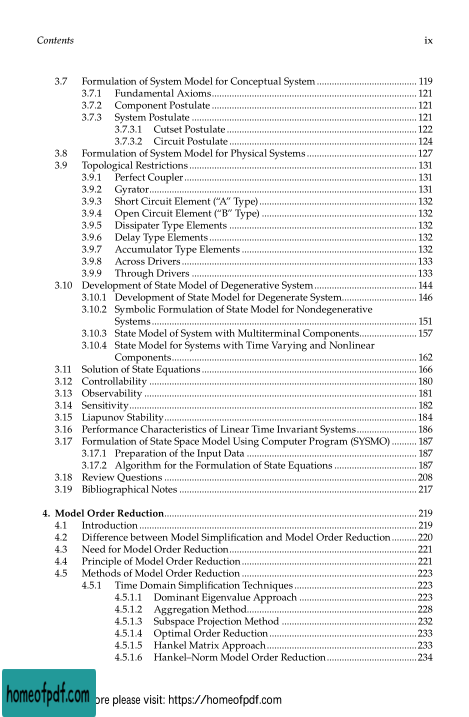 Contents ix
3.7 Formulation of System Model for Conceptual System 119
3.7.1 Fundamental Axioms 121
3.7.2 Component Postulate 121
3.7.3 System Postulate 121
3.7.3.1 Cutset Postulate 122
3.7.3.2 Circuit Postulate 124
3.8 Formulation of System Model for Physical Systems 127
3.9 Topological Restrictions 131
3.9.1 Perfect Coupler 131
3.9.2 Gyrator 131
3.9.3 Short Circuit Element (“A” Type) 132
3.9.4 Open Circuit Element (“B” Type) 132
3.9.5 Dissipater Type Elements 132
3.9.6 Delay Type Elements 132
3.9.7 Accumulator Type Elements 132
3.9.8 Across Drivers 133
3.9.9 Through Drivers 133
3.10 Development of State Model of Degenerative System 144
3.10.1 Development of State Model for Degenerate System 146
3.10.2 Symbolic Formulation of State Model for Nondegenerative
Systems 151
3.10.3 State Model of System with Multiterminal Components 157
3.10.4 State Model for Systems with Time Varying and Nonlinear
Components 162
3.11 Solution of State Equations 166
3.12 Controllability 180
3.13 Observability 181
3.14 Sensitivity 182
3.15 Liapunov Stability 184
3.16 Performance Characteristics of Linear Time Invariant Systems 186
3.17 Formulation of State Space Model Using Computer Program (SYSMO) 187
3.17.1 Preparation of the Input Data 187
3.17.2 Algorithm for the Formulation of State Equations 187
3.18 Review Questions 208
3.19 Bibliographical Notes 217
4. Model Order Reduction 219
4.1 Introduction 219
4.2 Difference between Model Simplification and Model Order Reduction 220
4.3 Need for Model Order Reduction 221
4.4 Principle of Model Order Reduction 221
4.5 Methods of Model Order Reduction 223
4.5.1 Time Domain Simplification Techniques 223
4.5.1.1 Dominant Eigenvalue Approach 223
4.5.1.2 Aggregation Method 228
4.5.1.3 Subspace Projection Method 232
4.5.1.4 Optimal Order Reduction 233
4.5.1.5 Hankel Matrix Approach 233
4.5.1.6 Hankel–Norm Model Order Reduction 234
homeofpdf.com ore please visit: https://homeofpdf.com